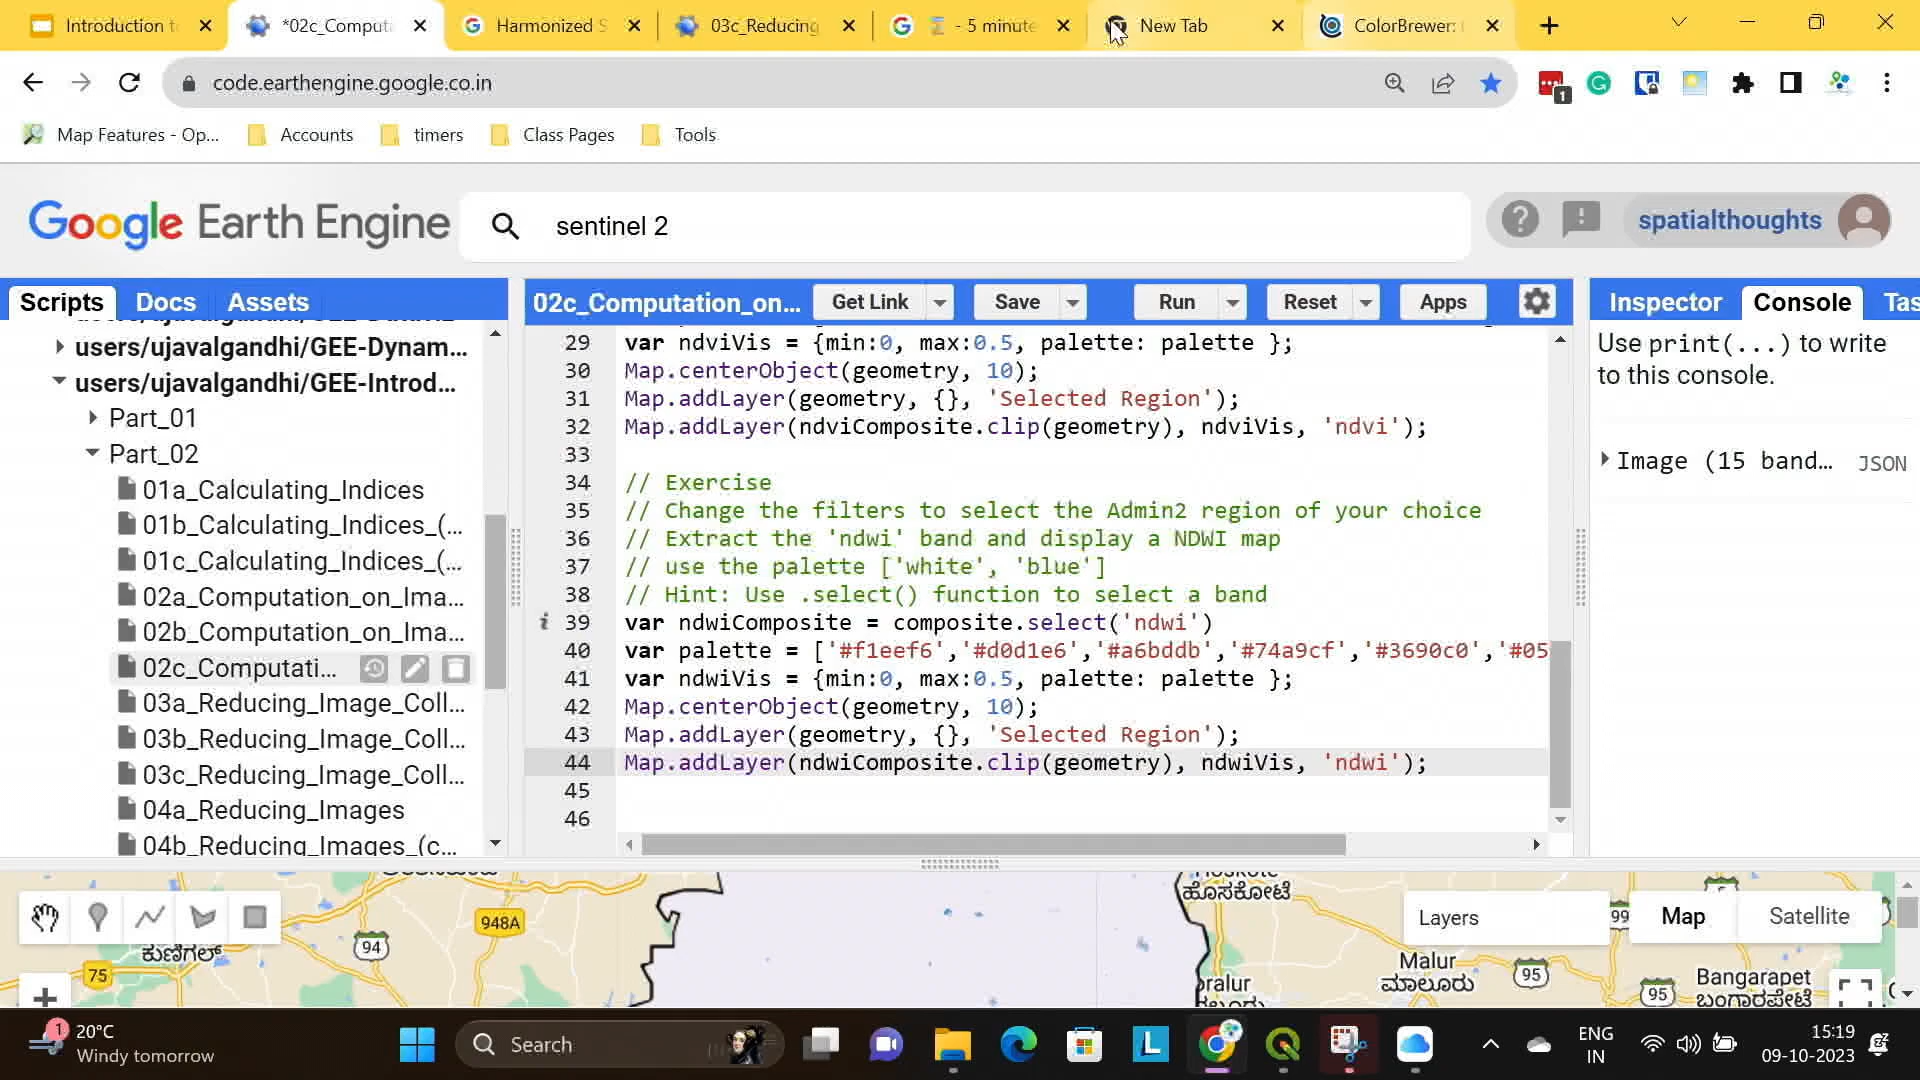 Introduction t
*02c_Computa
Harmonized S
03c_Reducing
- 5 minute
New Tab
ColorBrewer:
code.earthengine.google.co.in
1
Map Features - Op...
Accounts
timers
Class Pages
Tools
Google Earth Engine
sentinel 2
spatialthoughts
Scripts
Docs
Assets
users/ujavalgandhi/GEE-Dynam...
users/ujavalgandhi/GEE-Introd...
Part_01
Part_02
01a_Calculating_Indices
01b_Calculating_Indices_(...
01c_Calculating_Indices_(...
02a_Computation_on_Ima...
02b_Computation_on_Ima...
02c_Computati...
03a_Reducing_Image_Coll...
03b_Reducing_Image_Coll...
03c_Reducing_Image_Coll...
04a_Reducing_Images
04b_Reducing_Images_(c...
02c_Computation_on...
Get Link
Save
Run
Reset
Apps
29 var ndviVis = {min:0, max:0.5, palette: palette };
30 Map.centerObject(geometry, 10);
31 Map.addLayer(geometry, {}, 'Selected Region');
32 Map.addLayer(ndviComposite.clip(geometry), ndviVis, 'ndvi');
33
34 // Exercise
35 // Change the filters to select the Admin2 region of your choice
36 // Extract the 'ndwi' band and display a NDWI map
37 // use the palette ['white', 'blue']
38 // Hint: Use .select() function to select a band
i 39 var ndwiComposite = composite.select('ndwi')
40 var palette = ['#f1eef6','#d0d1e6','#a6bddb','#74a9cf','#3690c0','#05
41 var ndwiVis = {min:0, max:0.5, palette: palette };
42 Map.centerObject(geometry, 10);
43 Map.addLayer(geometry, {}, 'Selected Region');
44 Map.addLayer(ndwiComposite.clip(geometry), ndwiVis, 'ndwi');
45
46
Inspector
Console
Tas
Use print(...) to write
to this console.
Image (15 band...
JSON
948A
94
75
ಕುಣಿಗಲ್
ಹೊಸಕೋಟೆ
Layers
99
Map
Satellite
Malur
ಮಾಲೂರು
95
Bangarapet
ಬಂಗಾರಪೇಟೆ
95
20°C
Windy tomorrow
1
Search
ENG
IN
15:19
09-10-2023